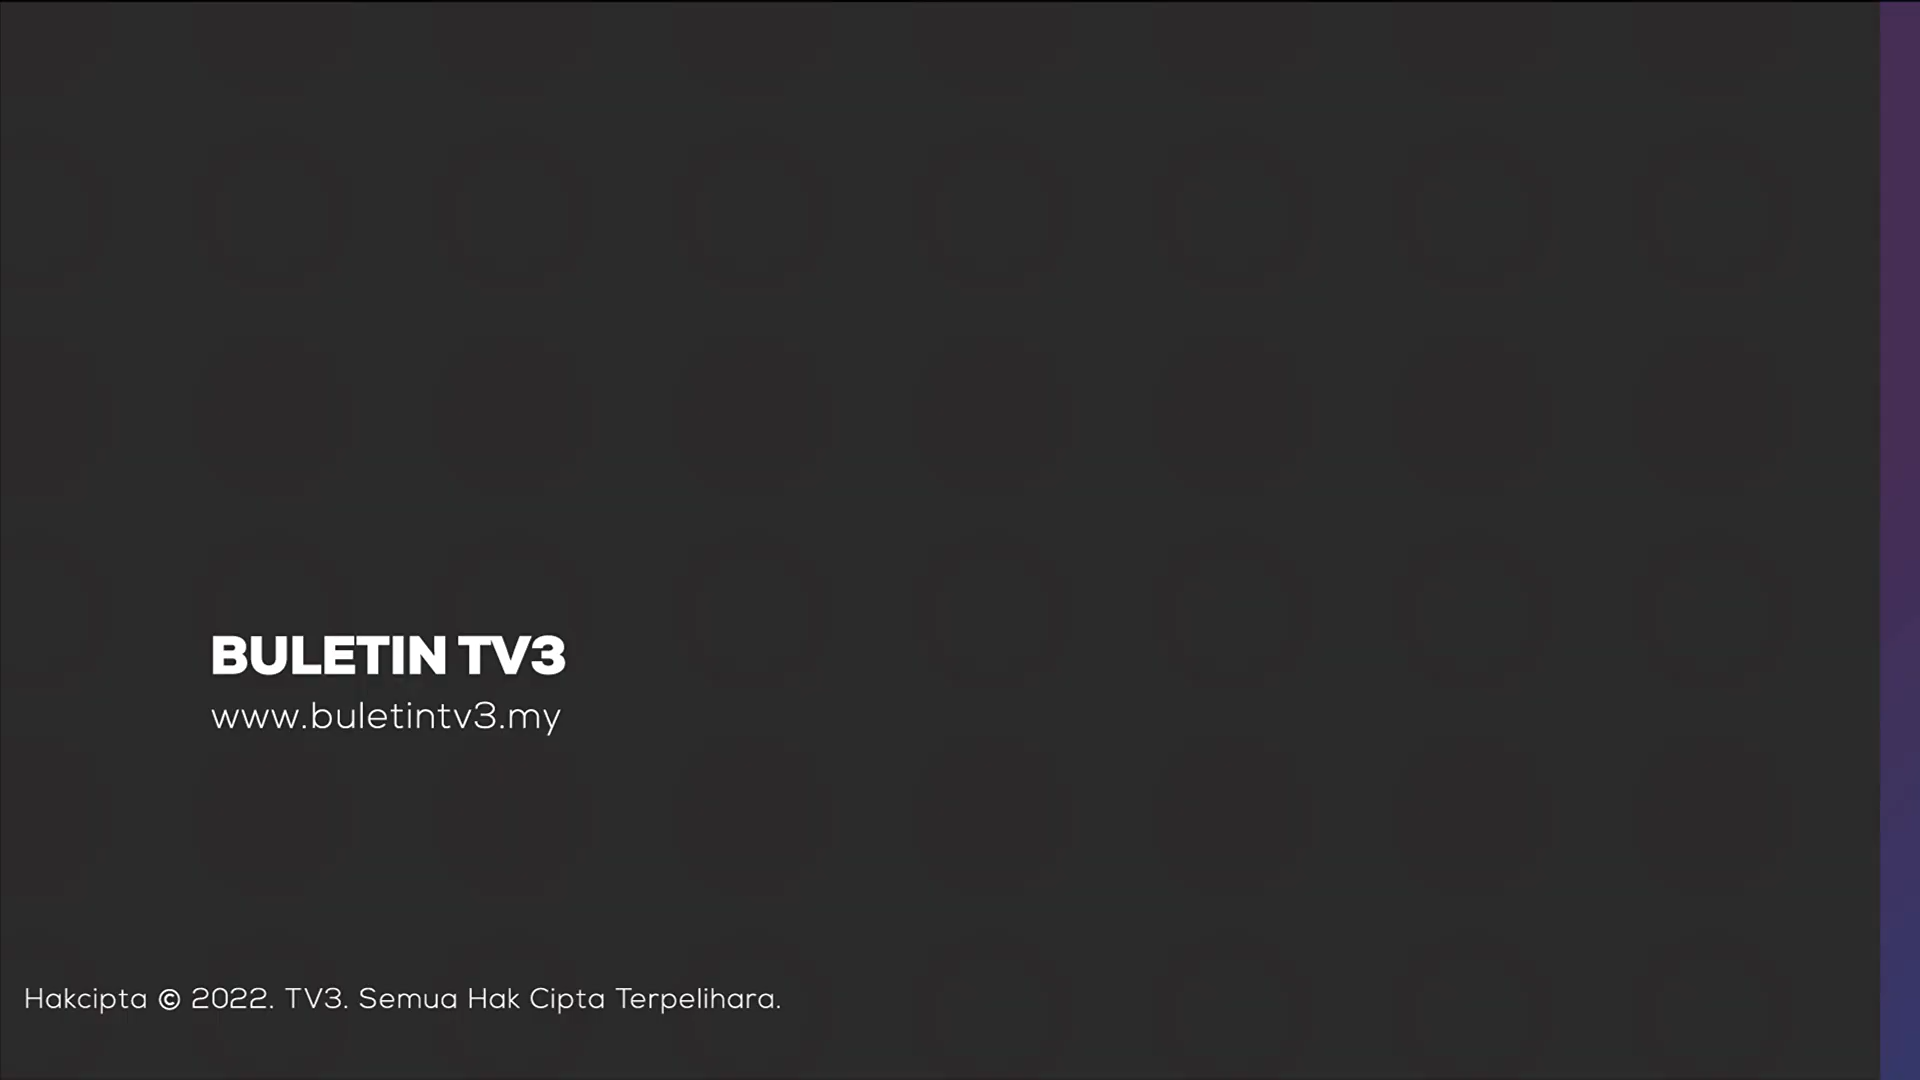 BULETIN TV3
www.buletintv3.my
Hakcipta © 2022. TV3. Semua Hak Cipta Terpelihara.